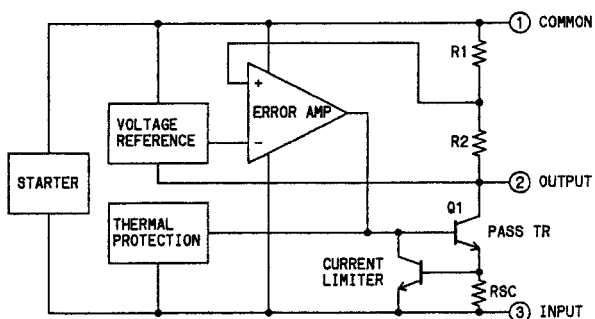 1 COMMON
R1
+
ERROR AMP
−
VOLTAGE
REFERENCE
R2
STARTER
2 OUTPUT
THERMAL
PROTECTION
Q1
PASS TR
CURRENT
LIMITER
RSC
3 INPUT